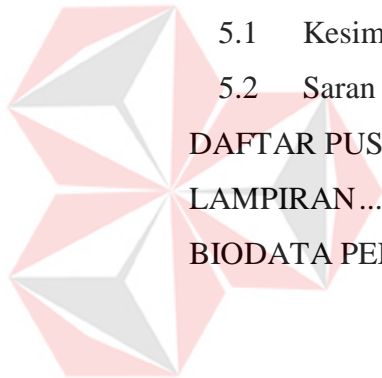 5.1 Kesim
5.2 Saran
DAFTAR PUS
LAMPIRAN...
BIODATA PE